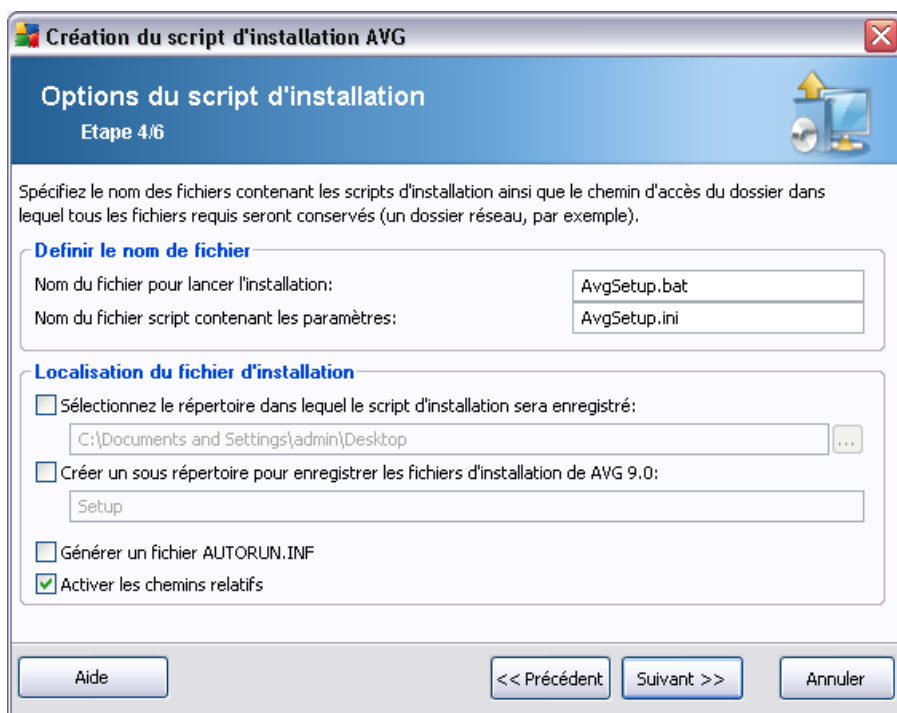 Création du script d'installation AVG
Options du script d'installation
Etape 4/6
Spécifiez le nom des fichiers contenant les scripts d'installation ainsi que le chemin d'accès du dossier dans
lequel tous les fichiers requis seront conservés (un dossier réseau, par exemple).
Definir le nom de fichier
Nom du fichier pour lancer l'installation:
AvgSetup.bat
Nom du fichier script contenant les paramètres:
AvgSetup.ini
Localisation du fichier d'installation
Sélectionnez le répertoire dans lequel le script d'installation sera enregistré:
C:\Documents and Settings\admin\Desktop
...
Créer un sous répertoire pour enregistrer les fichiers d'installation de AVG 9.0:
Setup
Générer un fichier AUTORUN.INF
Activer les chemins relatifs
Aide
<< Précédent
Suivant >>
Annuler